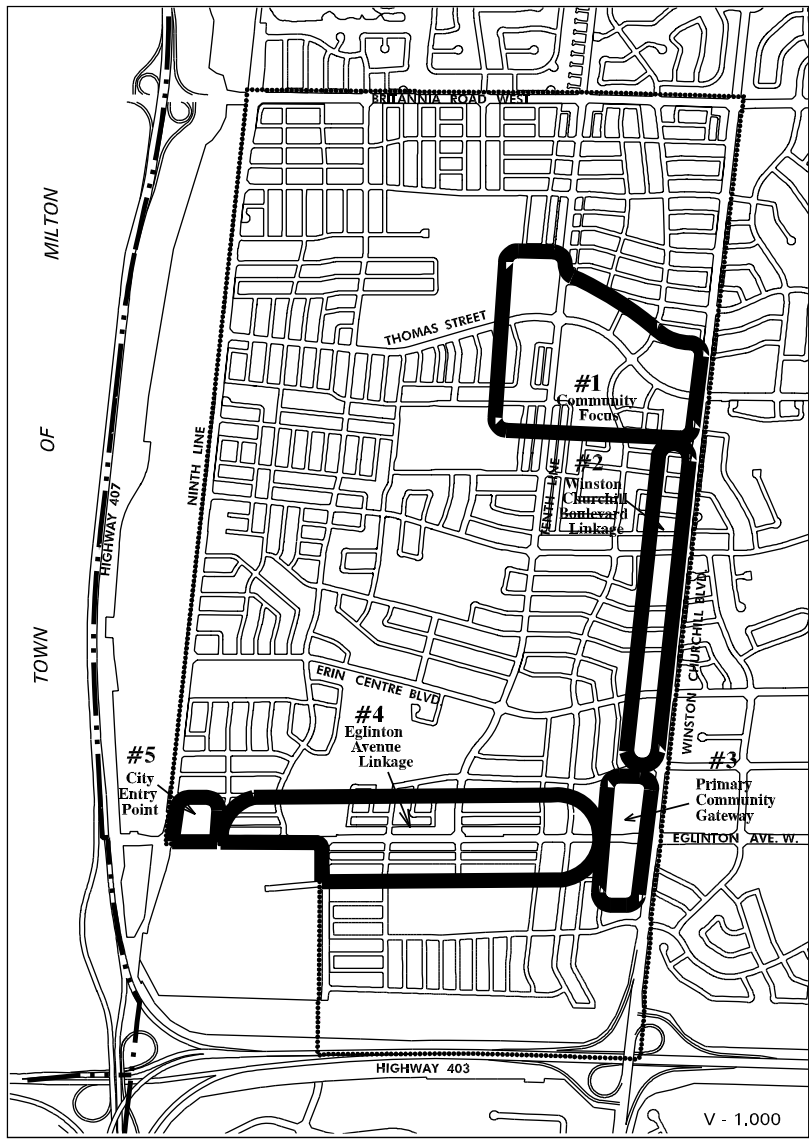 BRITANNIA ROAD WEST
MILTON
THOMAS STREET
#1
Community
Focus
OF
NINTH LINE
TENTH LINE
#2
Winston
Churchill
Boulevard
Linkage
HIGHWAY 407
WINSTON CHURCHILL BLVD.
TOWN
ERIN CENTRE BLVD
#4
Eglinton
Avenue
Linkage
#5
City
Entry
Point
#3
Primary
Community
Gateway
EGLINTON AVE. W.
HIGHWAY 403
V - 1.000